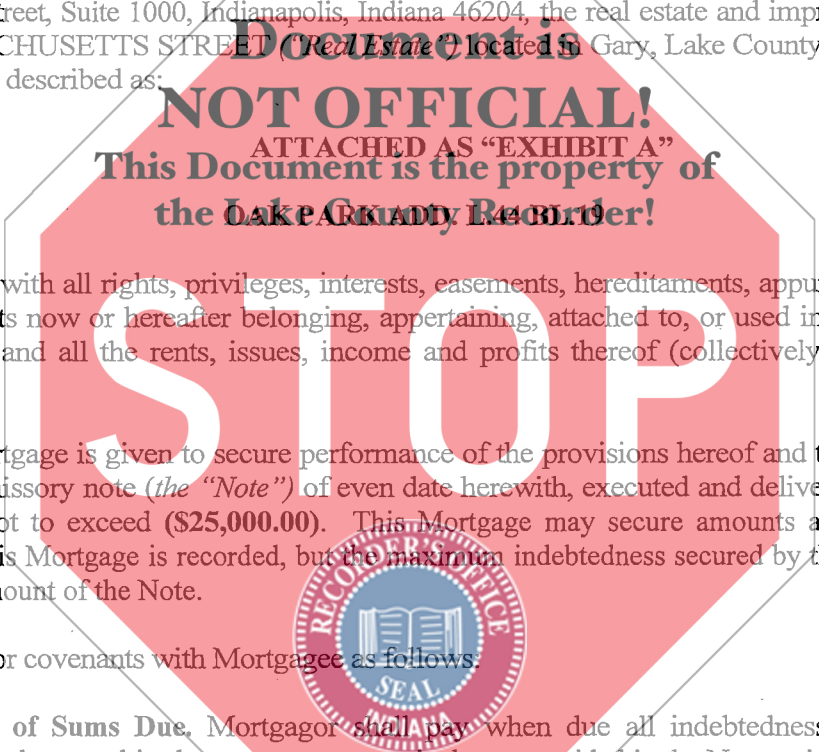 reet, Suite 1000, Indianapolis, Indiana 46204, the real estate and imp
CHUSETTS STREET ("Real Estate") located in Gary, Lake County
Document is
described as:
NOT OFFICIAL!
ATTACHED AS “EXHIBIT A”
This Document is the property of
the Lake County Recorder!
OAK PARK ADD. L.44 BL.19
with all rights, privileges, interests, easements, hereditaments, appu
ts now or hereafter belonging, appertaining, attached to, or used in
and all the rents, issues, income and profits thereof (collectively
STOP
rtgage is given to secure performance of the provisions hereof and t
issory note (the “Note”) of even date herewith, executed and delive
ot to exceed ($25,000.00). This Mortgage may secure amounts a
is Mortgage is recorded, but the maximum indebtedness secured by t
ount of the Note.
RECORDER'S OFFICE
SEAL
INDIANA
or covenants with Mortgagee as follows:
of Sums Due. Mortgagor shall pay when due all indebtednes